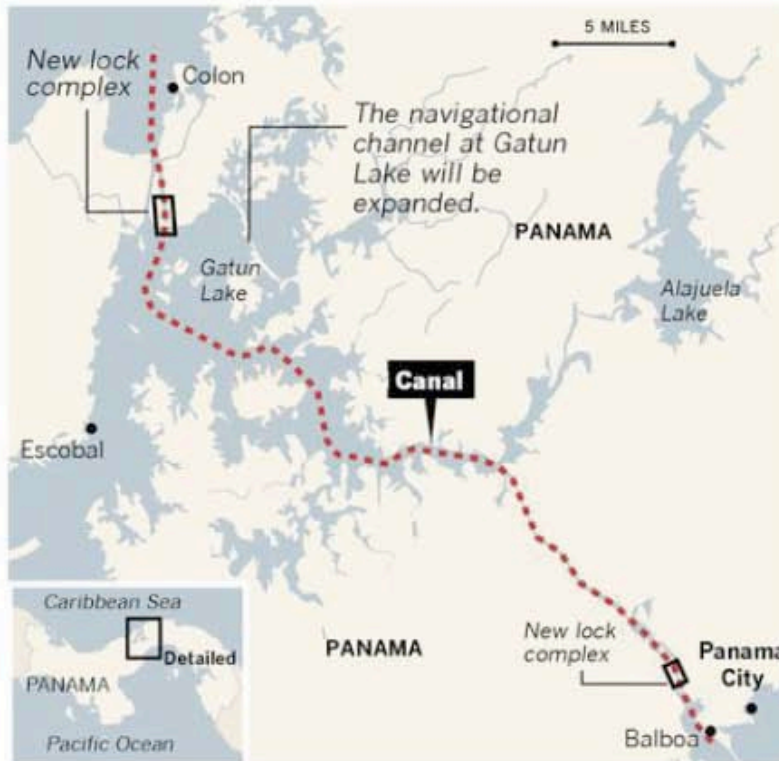 5 MILES
New lock
complex
Colon
The navigational
channel at Gatun
Lake will be
expanded.
PANAMA
Gatun
Lake
Alajuela
Lake
Canal
Escobal
Caribbean Sea
Detailed
PANAMA
Pacific Ocean
PANAMA
New lock
complex
Panama
City
Balboa